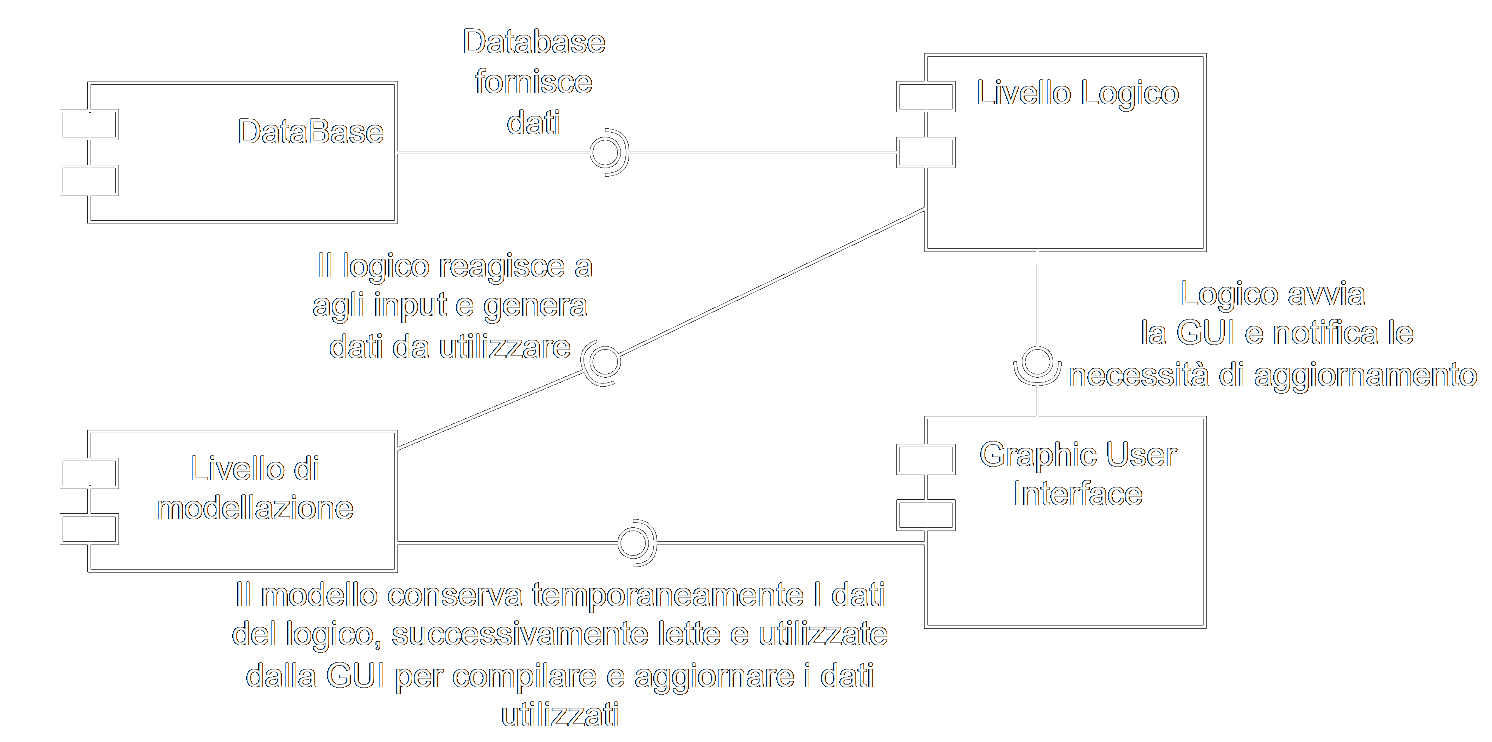 Database
fornisce
dati
DataBase
Livello Logico
Il logico reagisce a
agli input e genera
dati da utilizzare
Logico avvia
la GUI e notifica le
necessità di aggiornamento
Livello di
modellazione
Graphic User
Interface
Il modello conserva temporaneamente I dati
del logico, successivamente lette e utilizzate
dalla GUI per compilare e aggiornare i dati
utilizzati